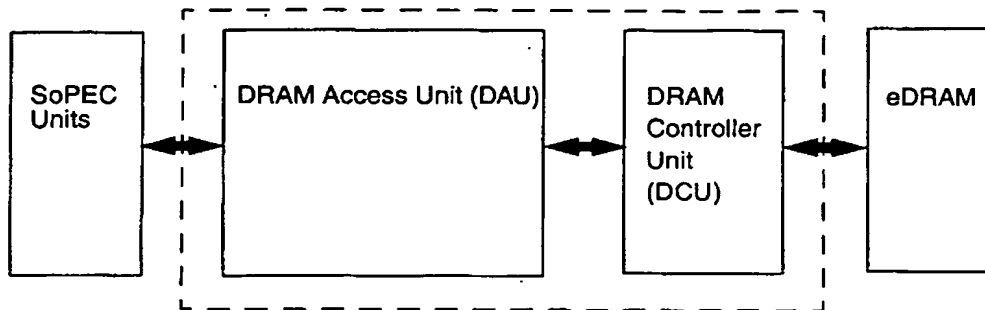 SoPEC
Units
DRAM Access Unit (DAU)
DRAM
Controller
Unit
(DCU)
eDRAM